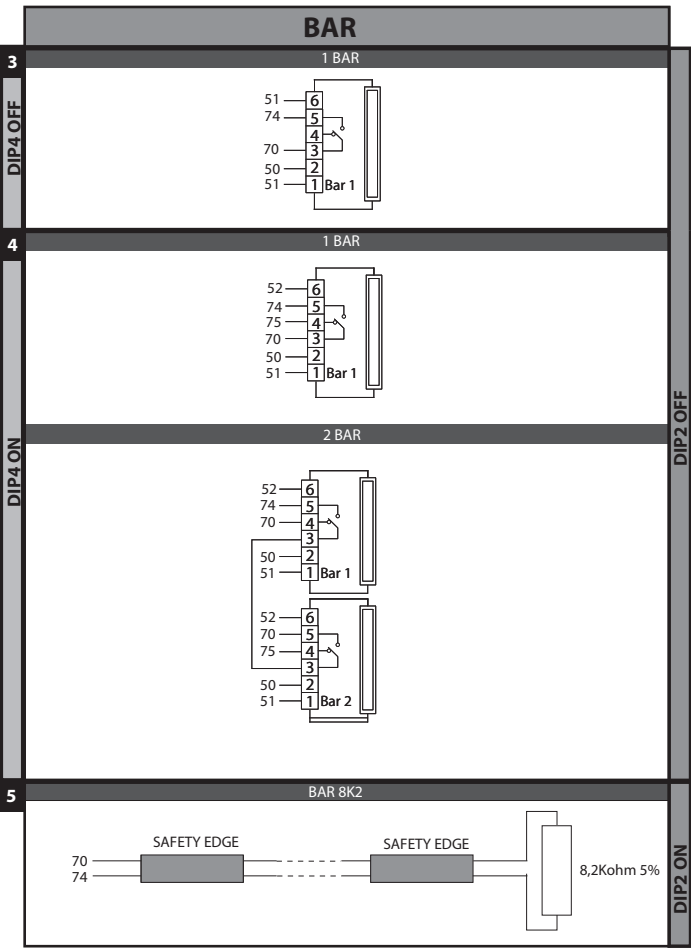 BAR
3
1 BAR
DIP4 OFF
51
6
74
5
4
70
3
50
2
51
1 Bar 1
4
1 BAR
DIP4 ON
DIP2 OFF
52
6
74
5
75
4
70
3
50
2
51
1 Bar 1
2 BAR
52
6
74
5
70
4
3
50
2
51
1 Bar 1
52
6
70
5
75
4
3
50
2
51
1 Bar 2
5
BAR 8K2
DIP2 ON
SAFETY EDGE
SAFETY EDGE
70
74
8,2Kohm 5%